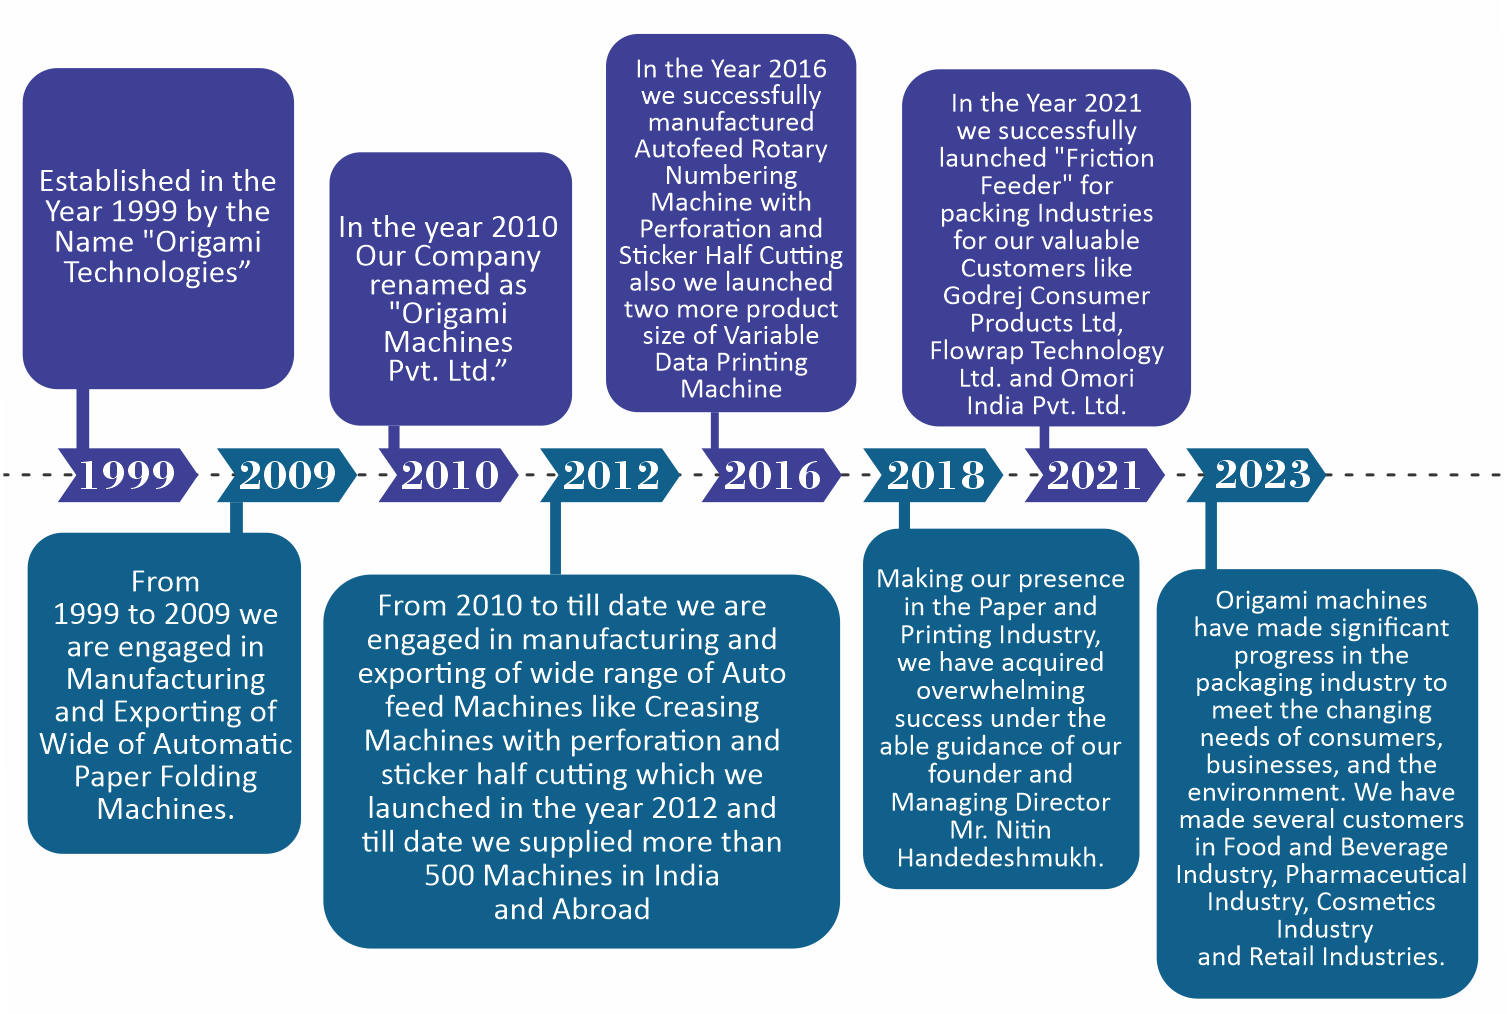 Established in the
Year 1999 by the
Name "Origami
Technologies”
In the year 2010
Our Company
renamed as
"Origami
Machines
Pvt. Ltd.”
In the Year 2016
we successfully
manufactured
Autofeed Rotary
Numbering
Machine with
Perforation and
Sticker Half Cutting
also we launched
two more product
size of Variable
Data Printing
Machine
In the Year 2021
we successfully
launched "Friction
Feeder" for
packing Industries
for our valuable
Customers like
Godrej Consumer
Products Ltd,
Flowrap Technology
Ltd. and Omori
India Pvt. Ltd.
1999 2009 2010 2012 2016 2018 2021 2023
From
1999 to 2009 we
are engaged in
Manufacturing
and Exporting of
Wide of Automatic
Paper Folding
Machines.
From 2010 to till date we are
engaged in manufacturing and
exporting of wide range of Auto
feed Machines like Creasing
Machines with perforation and
sticker half cutting which we
launched in the year 2012 and
till date we supplied more than
500 Machines in India
and Abroad
Making our presence
in the Paper and
Printing Industry,
we have acquired
overwhelming
success under the
able guidance of our
founder and
Managing Director
Mr. Nitin
Handedeshmukh.
Origami machines
have made significant
progress in the
packaging industry to
meet the changing
needs of consumers,
businesses, and the
environment. We have
made several customers
in Food and Beverage
Industry, Pharmaceutical
Industry, Cosmetics
Industry
and Retail Industries.